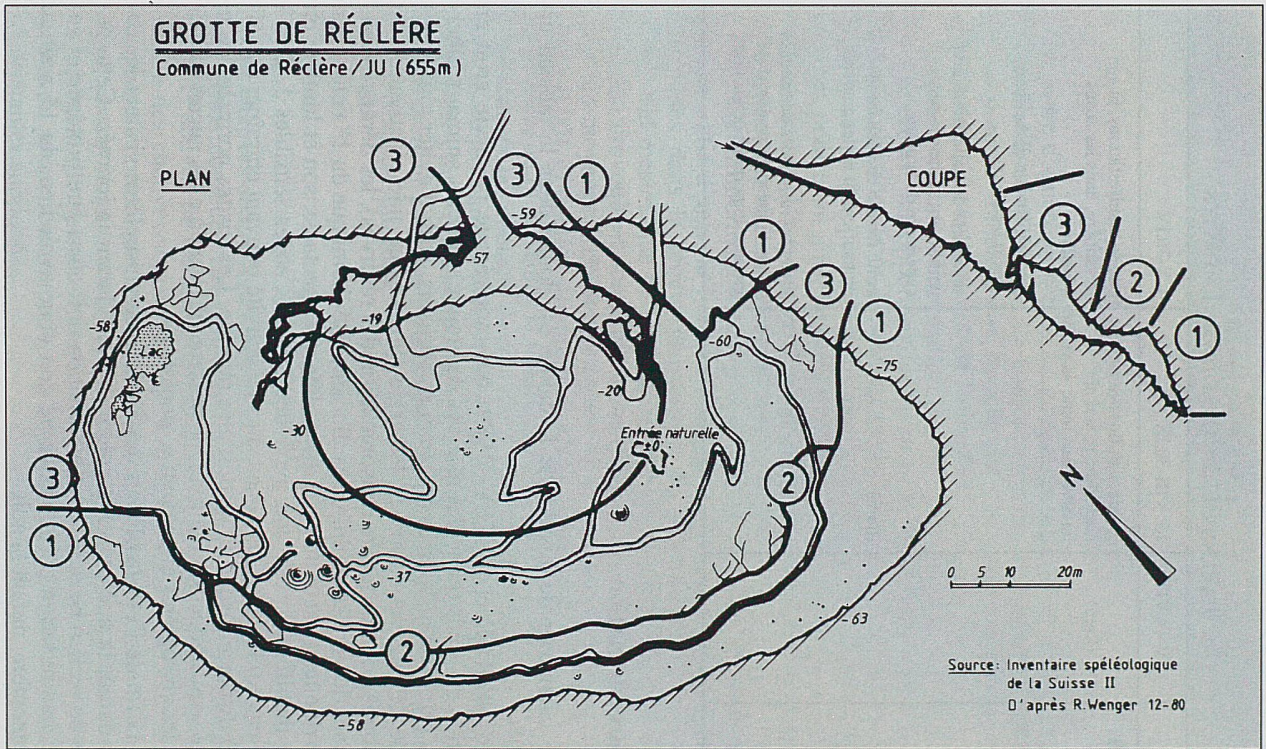 GROTTE DE RÉCLÈRE
Commune de Réclère/JU (655m)
PLAN
COUPE
3
3
1
1
3
1
3
2
1
-59
-57
-58
-19
Lac
-60
-75
-20
-30
Entrée naturelle
±0
3
1
2
-37
2
-63
-58
N
0 5 10 20m
Source: Inventaire spéléologique
de la Suisse II
D'après R.Wenger 12-80